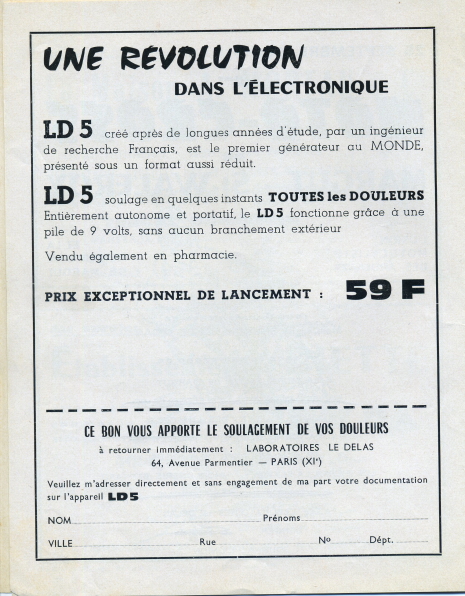 UNE RÉVOLUTION
DANS L'ÉLECTRONIQUE
LD 5 créé après de longues années d'étude, par un ingénieur
de recherche Français, est le premier générateur au MONDE,
présenté sous un format aussi réduit.
LD 5 soulage en quelques instants TOUTES les DOULEURS
Entièrement autonome et portatif, le LD 5 fonctionne grâce à une
pile de 9 volts, sans aucun branchement extérieur
Vendu également en pharmacie.
PRIX EXCEPTIONNEL DE LANCEMENT : 59 F
CE BON VOUS APPORTE LE SOULAGEMENT DE VOS DOULEURS
à retourner immédiatement : LABORATOIRES LE DELAS
64, Avenue Parmentier — PARIS (XIe)
Veuillez m'adresser directement et sans engagement de ma part votre documentation
sur l'appareil LD 5
NOM Prénoms
VILLE Rue No Dépt.